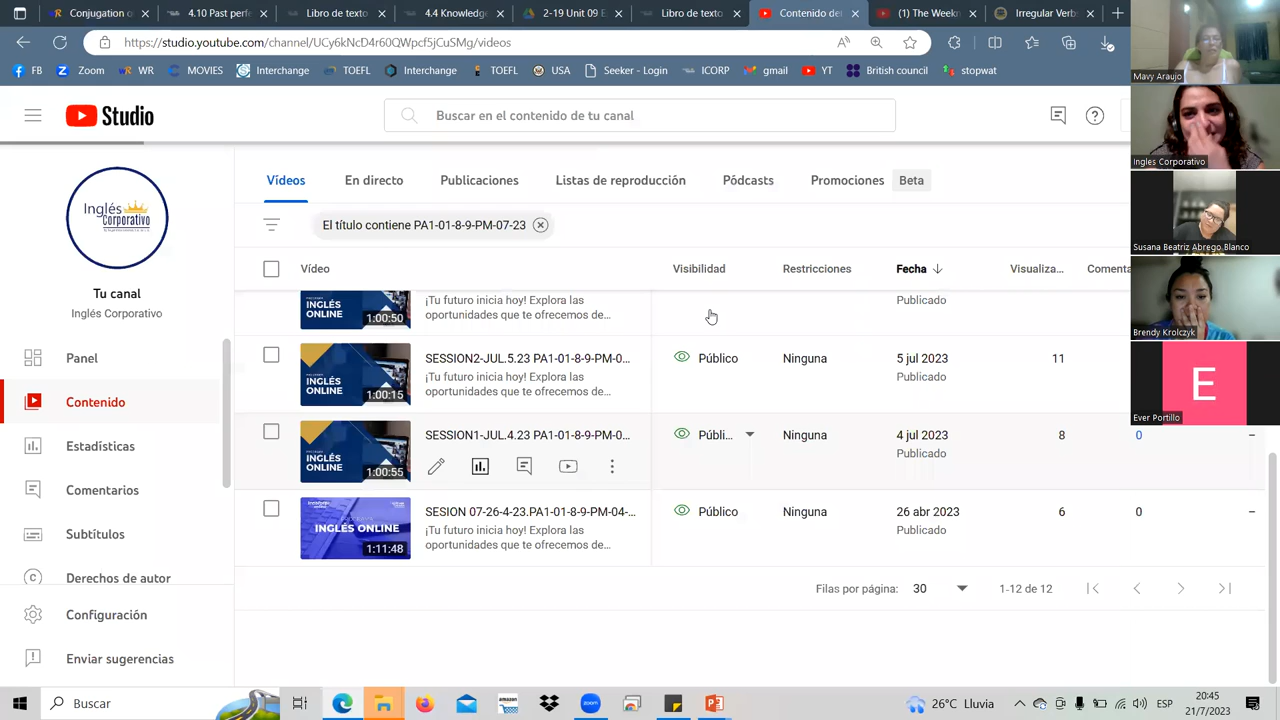 Conjugation o
4.10 Past perfe
Libro de texto
4.4 Knowledge
2-19 Unit 09 E
Libro de texto
Contenido del
(1) The Weekn
Irregular Verbs
https://studio.youtube.com/channel/UCy6kNcD4r60QWpcf5jCuSMg/videos
FB
Zoom
WR
MOVIES
Interchange
TOEFL
Interchange
TOEFL
USA
Seeker - Login
ICORP
gmail
YT
British council
stopwat
Mavy Araujo
Ingles Corporativo
Susana Beatriz Abrego Blanco
Brendy Krolczyk
E
Ever Portillo
Studio
Buscar en el contenido de tu canal
Inglés
Corporativo
Tu canal
Inglés Corporativo
Panel
Contenido
Estadísticas
Comentarios
Subtítulos
Derechos de autor
Configuración
Enviar sugerencias
Vídeos
En directo
Publicaciones
Listas de reproducción
Pódcasts
Promociones
Beta
El título contiene PA1-01-8-9-PM-07-23
Vídeo
Visibilidad
Restricciones
Fecha
Visualiza...
Comenta
INGLÉS
ONLINE
1:00:50
¡Tu futuro inicia hoy! Explora las
oportunidades que te ofrecemos de...
Publicado
INGLÉS
ONLINE
1:00:15
SESSION2-JUL.5.23 PA1-01-8-9-PM-0...
¡Tu futuro inicia hoy! Explora las
oportunidades que te ofrecemos de...
Público
Ninguna
5 jul 2023
Publicado
11
INGLÉS
ONLINE
1:00:55
SESSION1-JUL.4.23 PA1-01-8-9-PM-0...
Públi...
Ninguna
4 jul 2023
Publicado
8
0
–
INGLÉS ONLINE
1:11:48
SESION 07-26-4-23.PA1-01-8-9-PM-04-...
¡Tu futuro inicia hoy! Explora las
oportunidades que te ofrecemos de...
Público
Ninguna
26 abr 2023
Publicado
6
0
–
Filas por página:
30
1-12 de 12
Buscar
amazon
zoom
26°C Lluvia
ESP
20:45
21/7/2023